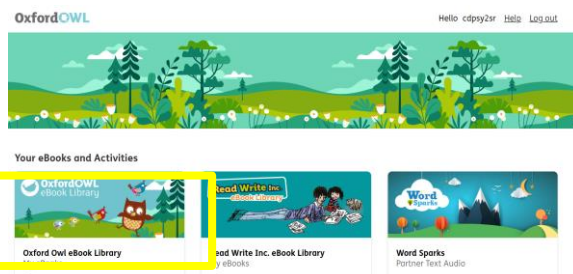 OxfordOWL
Hello cdpsy2sr Help Log out
Your eBooks and Activities
OxfordOWL
eBook Library
Read Write Inc.
eBook Library
Word
Sparks
Oxford Owl eBook Library
Read Write Inc. eBook Library
Word Sparks
eBooks
Partner Text Audio